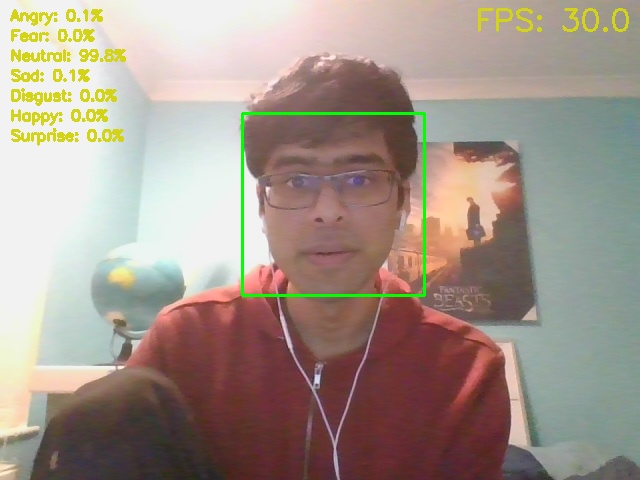 Angry: 0.1%
Fear: 0.0%
Neutral: 99.8%
Sad: 0.1%
Disgust: 0.0%
Happy: 0.0%
Surprise: 0.0%
FPS: 30.0
FANTASTIC
BEASTS